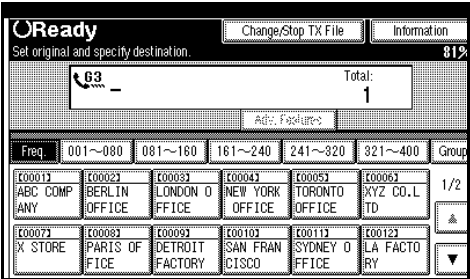 Ready
Change/Stop TX File
Information
Set original and specify destination.
81%
G3
Total:
1
Adv. Features
Freq.
001~080
081~160
161~240
241~320
321~400
Group
[00001]
ABC COMP
ANY
[00002]
BERLIN
OFFICE
[00003]
LONDON O
FFICE
[00004]
NEW YORK
OFFICE
[00005]
TORONTO
OFFICE
[00006]
XYZ CO.L
TD
1/2
[00007]
X STORE
[00008]
PARIS OF
FICE
[00009]
DETROIT
FACTORY
[00010]
SAN FRAN
CISCO
[00011]
SYDNEY O
FFICE
[00012]
LA FACTO
RY